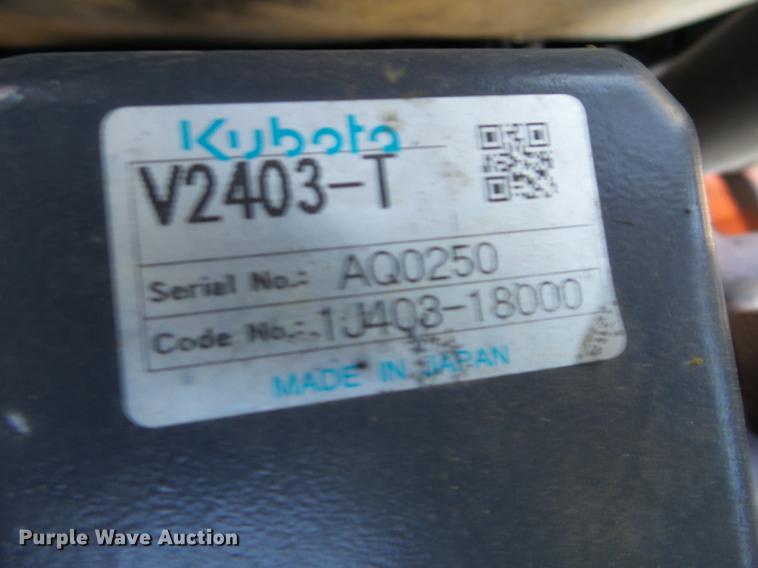 Kubota
V2403-T
Serial No.: AQ0250
Code No.: 1J403-18000
MADE IN JAPAN
Purple Wave Auction